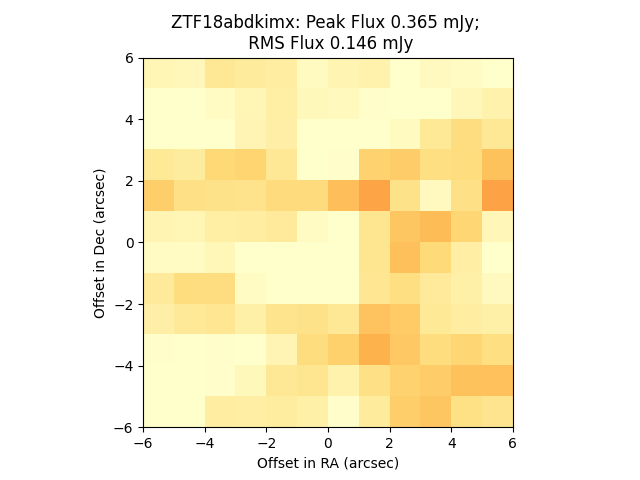 ZTF18abdkimx: Peak Flux 0.365 mJy;
RMS Flux 0.146 mJy
6
4
2
0
−2
−4
−6
Offset in Dec (arcsec)
−6 −4 −2 0 2 4 6
Offset in RA (arcsec)